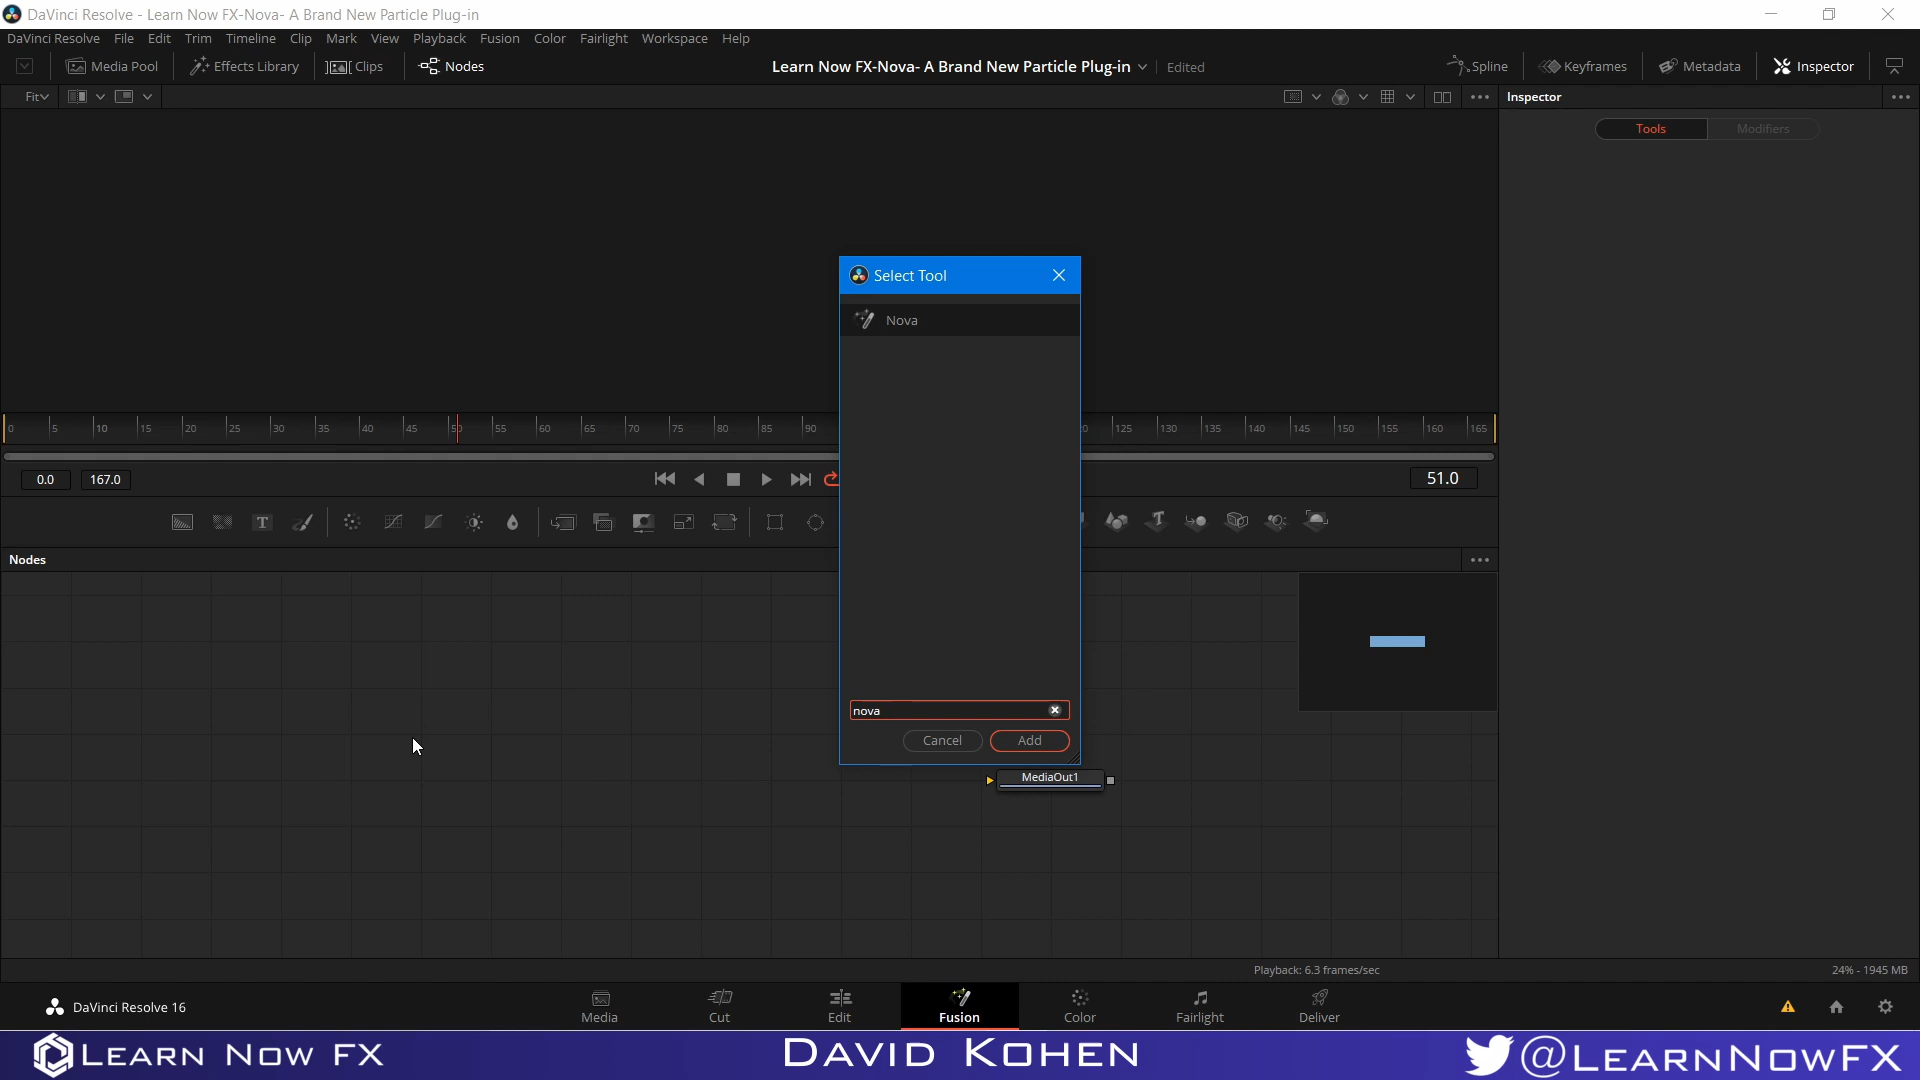 DaVinci Resolve - Learn Now FX-Nova- A Brand New Particle Plug-in
DaVinci Resolve File Edit Trim Timeline Clip Mark View Playback Fusion Color Fairlight Workspace Help
Media Pool Effects Library Clips Nodes Learn Now FX-Nova- A Brand New Particle Plug-in Edited Spline Keyframes Metadata Inspector
Fit Inspector
Tools Modifiers
Select Tool
Nova
0 5 10 15 20 25 30 35 40 45 50 55 60 65 70 75 80 85 90 125 130 135 140 145 150 155 160 165
0.0 167.0 51.0
T T
Nodes
nova
Cancel Add
MediaOut1
Playback: 6.3 frames/sec 24% - 1945 MB
DaVinci Resolve 16 Media Cut Edit Fusion Color Fairlight Deliver
LEARN NOW FX DAVID KOHEN @LEARNNOWFX